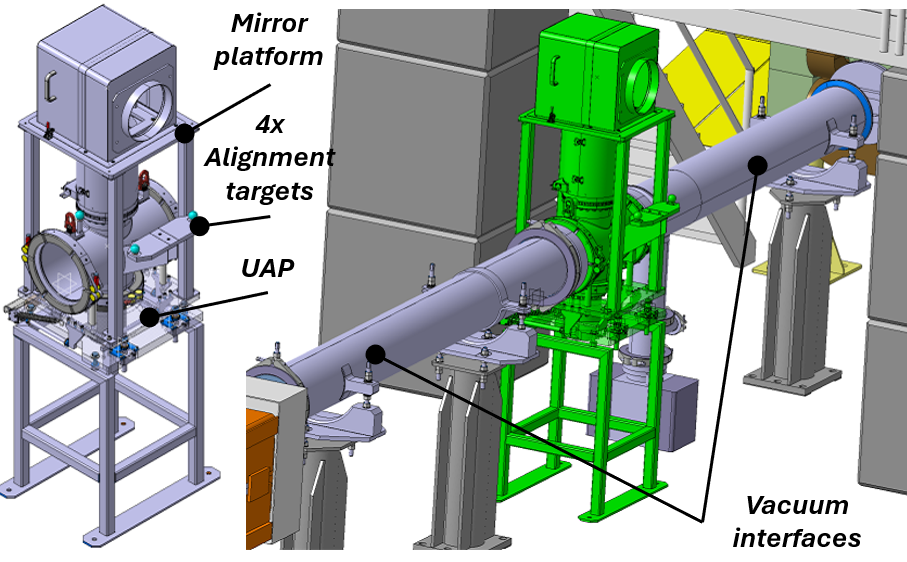 Mirror
platform
4x
Alignment
targets
UAP
Vacuum
interfaces